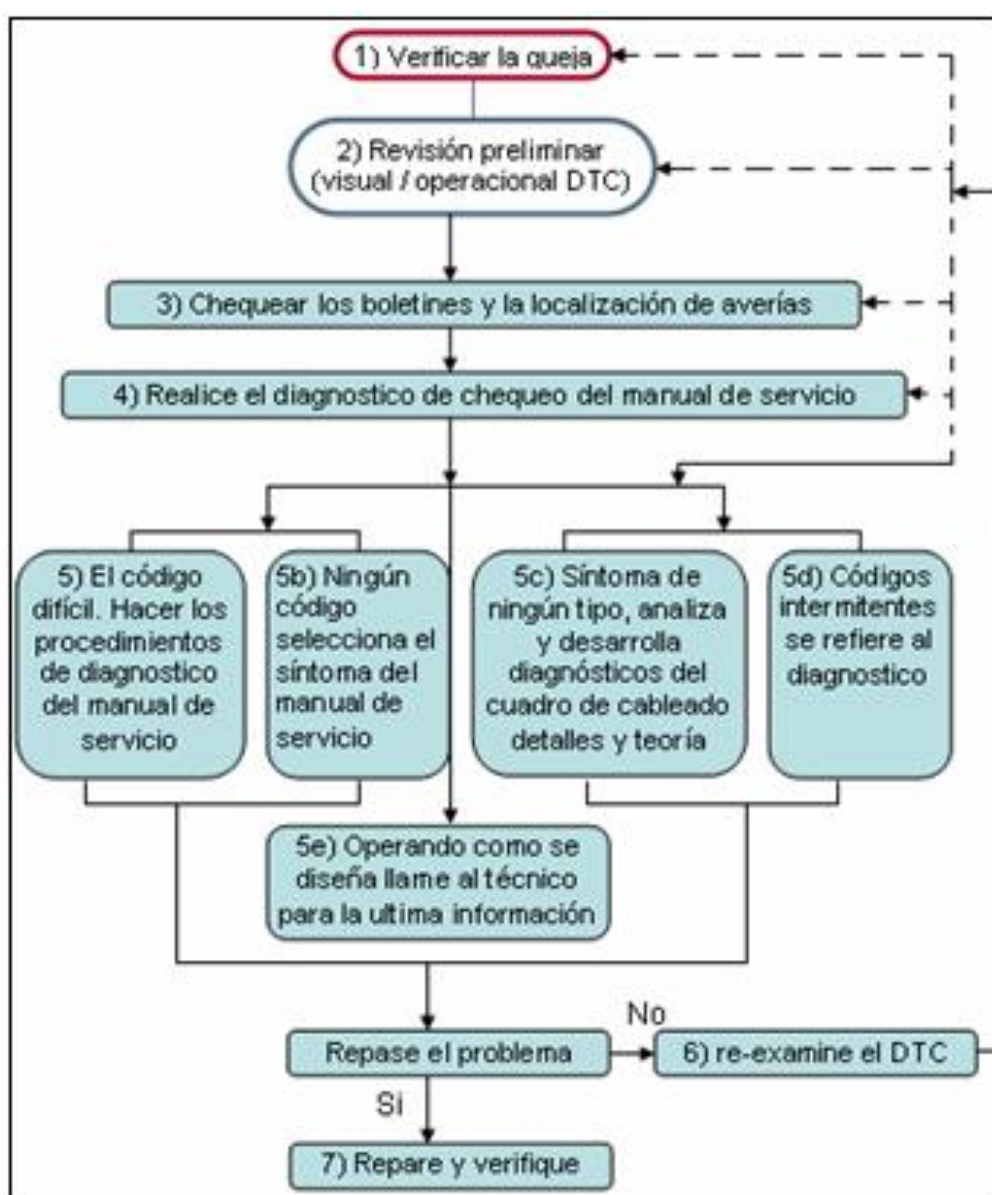 1) Verificar la queja
2) Revisión preliminar
(visual / operacional DTC)
3) Chequear los boletines y la localización de averías
4) Realice el diagnostico de chequeo del manual de servicio
5) El código
difícil. Hacer los
procedimientos
de diagnostico
del manual de
servicio
5b) Ningún
código
selecciona el
síntoma del
manual de
servicio
5c) Síntoma de
ningún tipo, analiza
y desarrolla
diagnósticos del
cuadro de cableado
detalles y teoría
5d) Códigos
intermitentes
se refiere al
diagnostico
5e) Operando como se
diseña llame al técnico
para la ultima información
Repase el problema
No
6) re-examine el DTC
Si
7) Repare y verifique